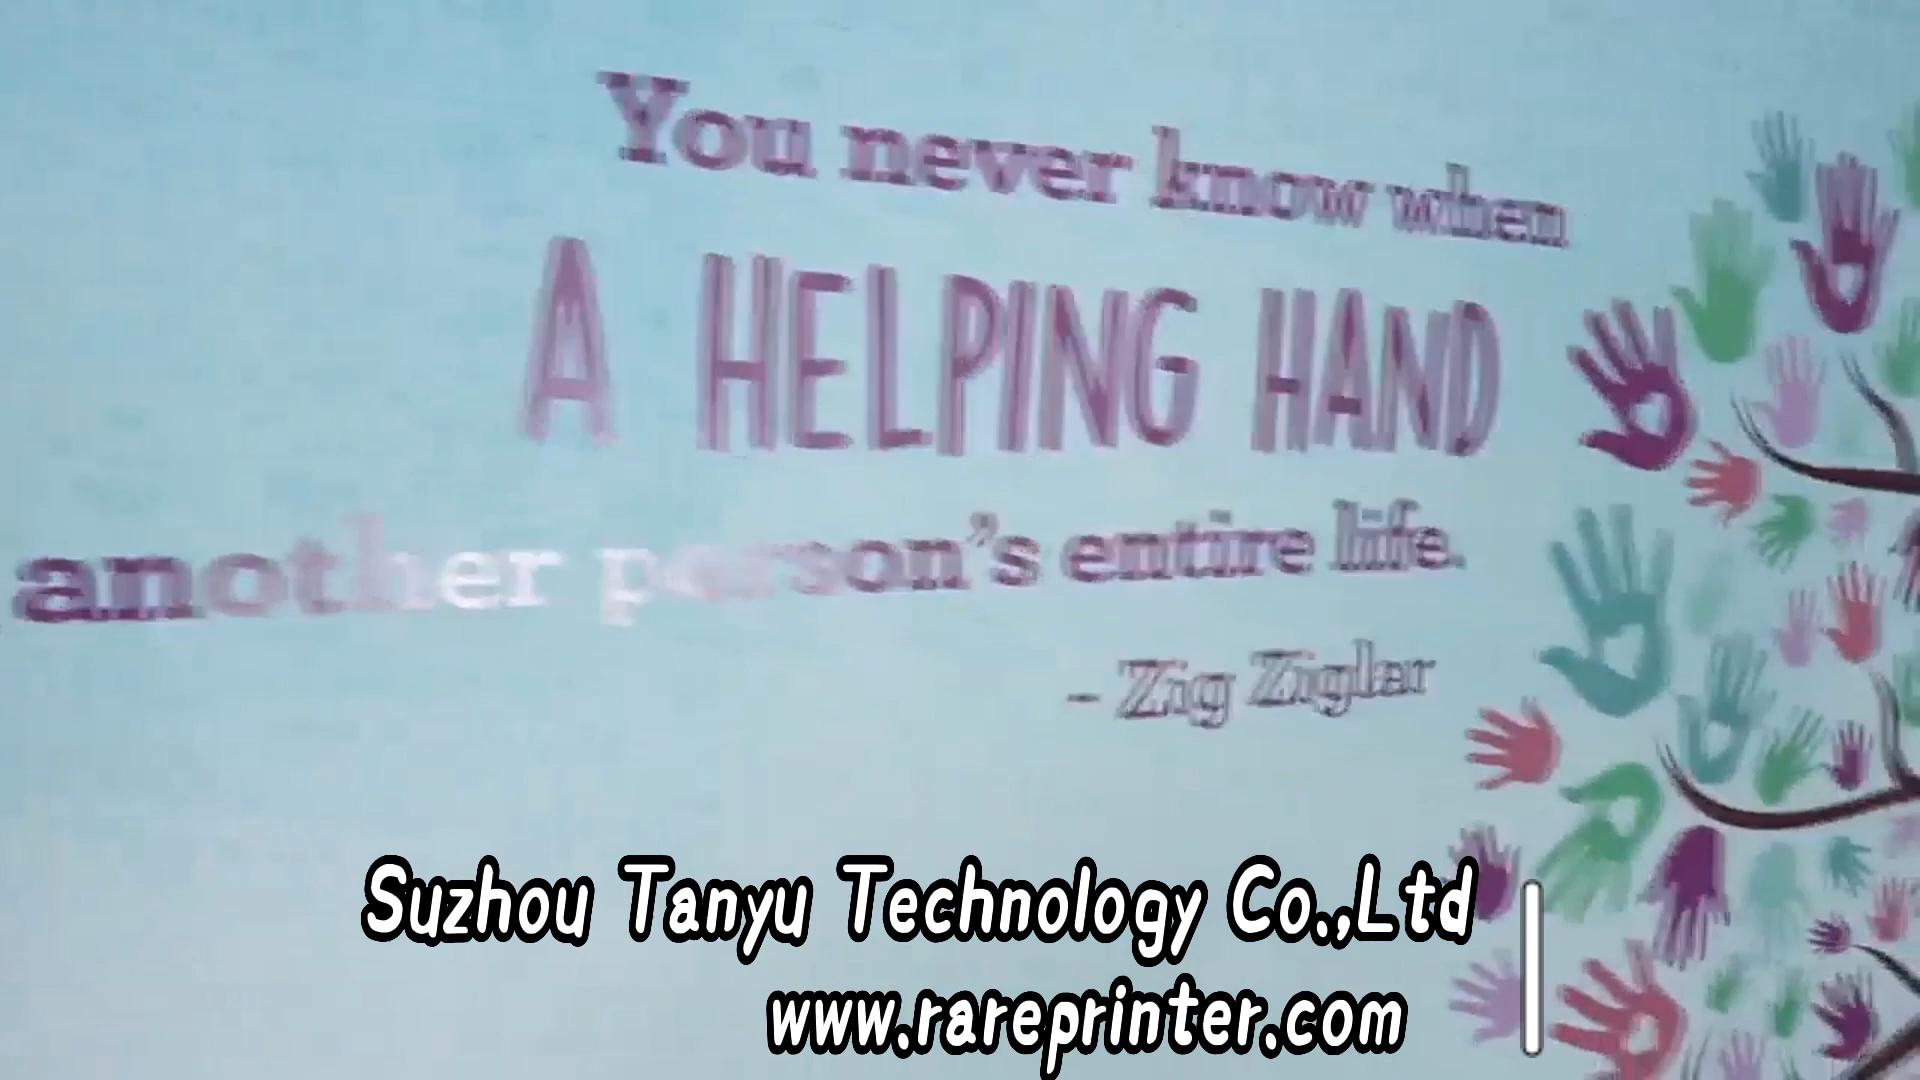 You never know when
A HELPING HAND
another person's entire life.
- Zig Ziglar
Suzhou Tanyu Technology Co.,Ltd
www.rareprinter.com